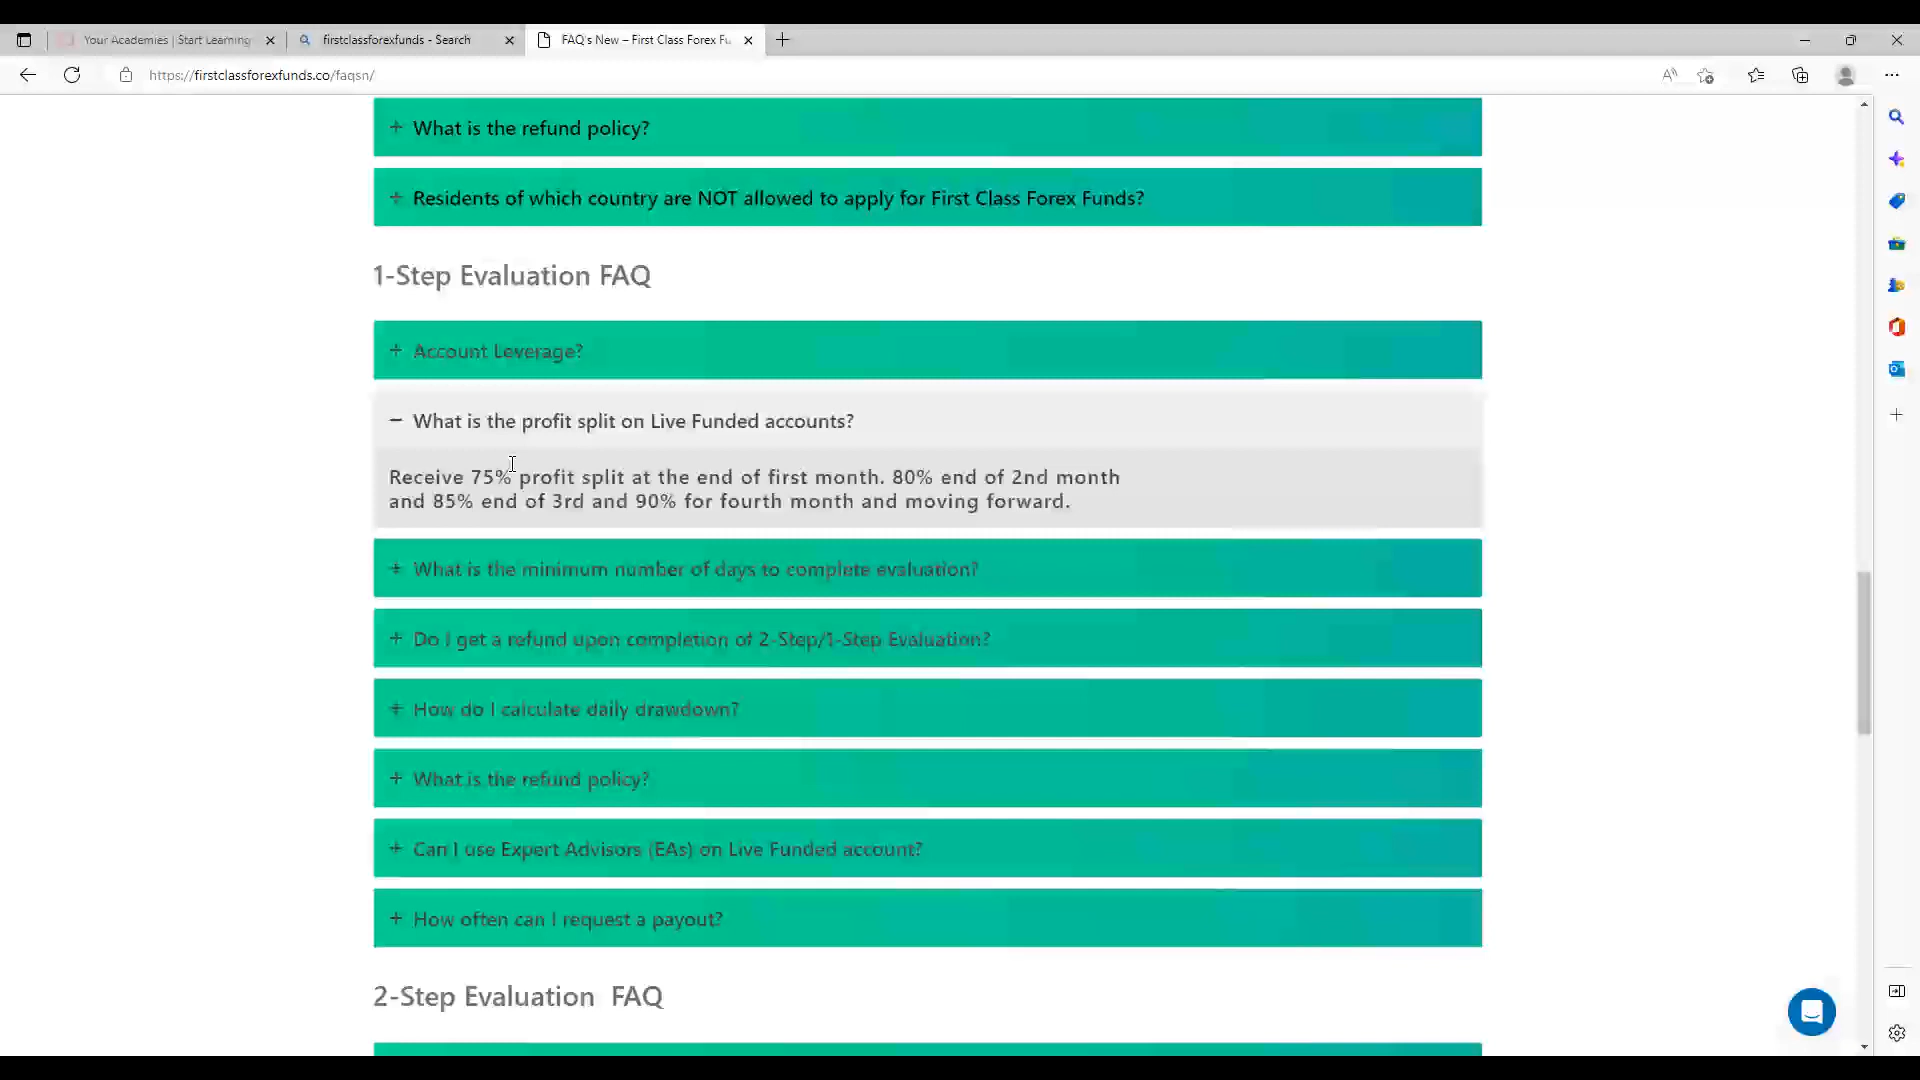 Your Academies | Start Learning
firstclassforexfunds - Search
FAQ's New – First Class Forex Fu
https://firstclassforexfunds.co/faqsn/
+ What is the refund policy?
+ Residents of which country are NOT allowed to apply for First Class Forex Funds?
1-Step Evaluation FAQ
+ Account Leverage?
− What is the profit split on Live Funded accounts?
Receive 75% profit split at the end of first month. 80% end of 2nd month
and 85% end of 3rd and 90% for fourth month and moving forward.
+ What is the minimum number of days to complete evaluation?
+ Do I get a refund upon completion of 2-Step/1-Step Evaluation?
+ How do I calculate daily drawdown?
+ What is the refund policy?
+ Can I use Expert Advisors (EAs) on Live Funded account?
+ How often can I request a payout?
2-Step Evaluation FAQ